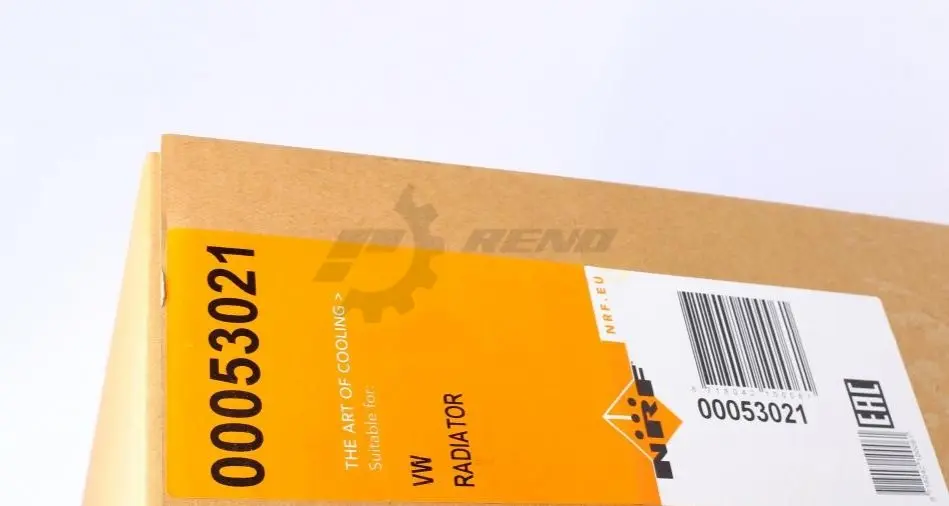 RENO
00053021
THE ART OF COOLING >
Suitable for:
VW
RADIATOR
NRF.EU
NRF
00053021
EAC